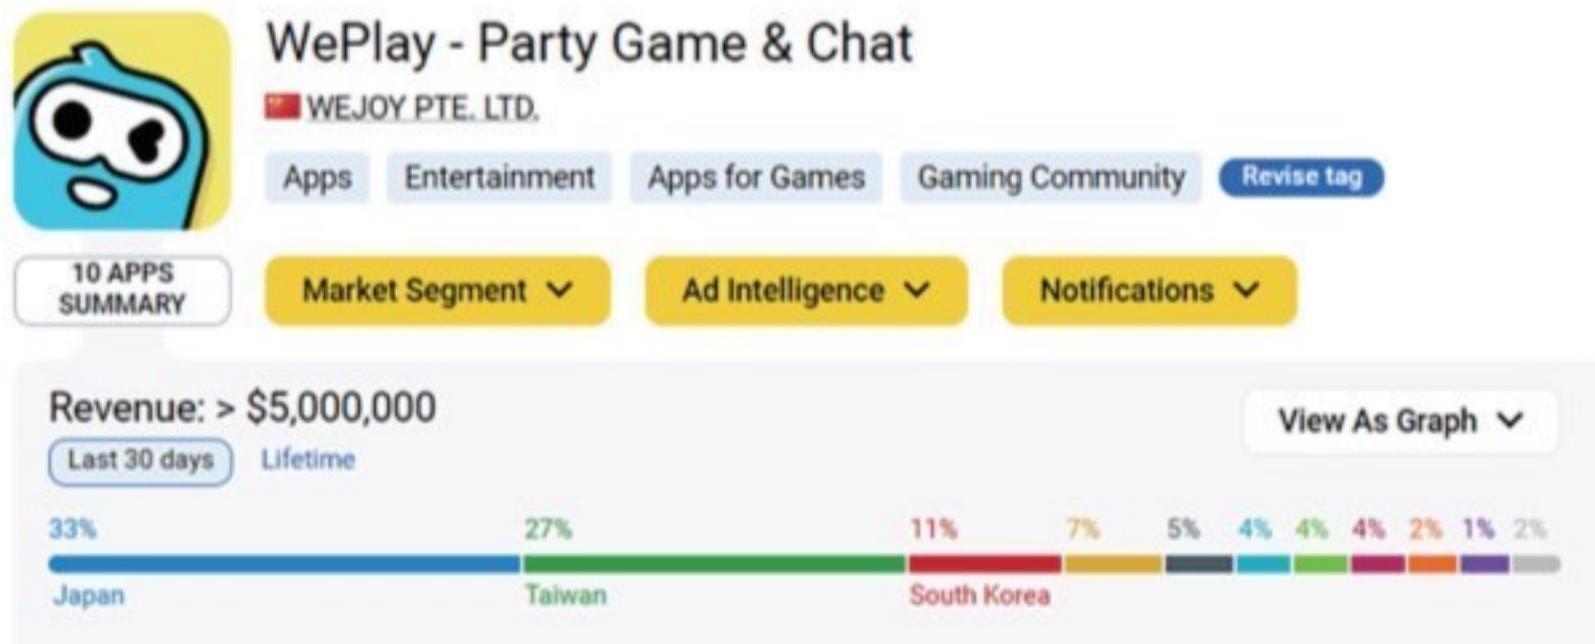 WePlay - Party Game & Chat
WEJOY PTE. LTD.
Apps Entertainment Apps for Games Gaming Community Revise tag
10 APPS
SUMMARY
Market Segment Ad Intelligence Notifications
Revenue: > $5,000,000
View As Graph
Last 30 days Lifetime
33% 27% 11% 7% 5% 4% 4% 4% 2% 1% 2%
Japan Taiwan South Korea